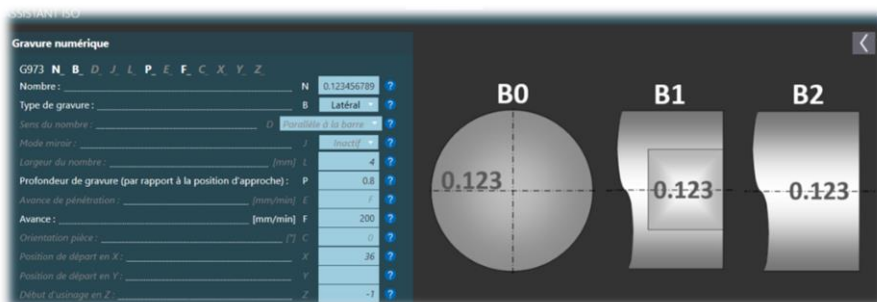 ASSISTANT ISO
Gravure numérique
G973 N_ B_ D_ J_ L_ P_ E_ F_ C_ X_ Y_ Z_
Nombre : N 0.123456789 ?
Type de gravure : B Latéral ?
Sens du nombre : D Parallèle à la barre ?
Mode miroir : J Inactif ?
Largeur du nombre : [mm] L 4 ?
Profondeur de gravure (par rapport à la position d'approche) : P 0.8 ?
Avance de pénétration : [mm/min] E F ?
Avance : [mm/min] F 200 ?
Orientation pièce : [°] C 0 ?
Position de départ en X : X 36 ?
Position de départ en Y : Y ?
Début d'usinage en Z : Z -1 ?
B0 B1 B2
0.123 0.123 0.123